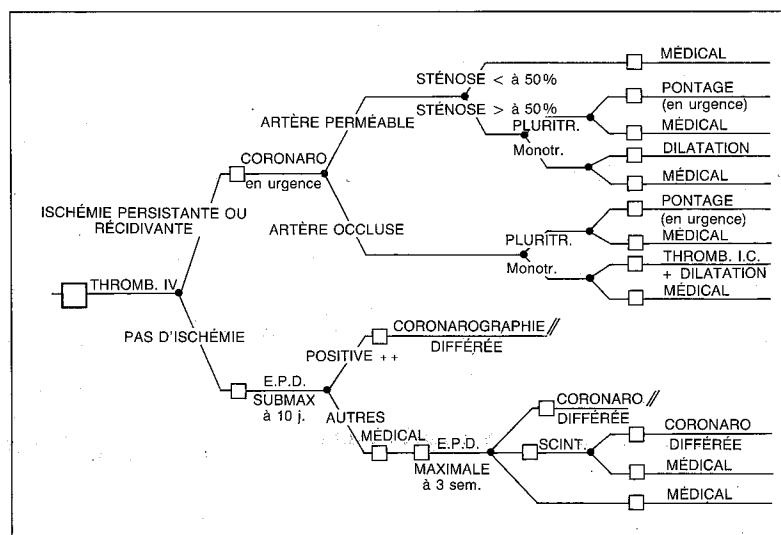 MÉDICAL
STÉNOSE < à 50%
STÉNOSE > à 50%
PONTAGE
(en urgence)
PLURITR.
ARTÈRE PERMÉABLE
MÉDICAL
Monotr.
DILATATION
CORONARO
en urgence
MÉDICAL
ISCHÉMIE PERSISTANTE OU
RÉCIDIVANTE
ARTÈRE OCCLUSE
PONTAGE
(en urgence)
PLURITR.
MÉDICAL
Monotr.
THROMB. I.C.
+ DILATATION
THROMB. IV
MÉDICAL
PAS D'ISCHÉMIE
CORONAROGRAPHIE //
DIFFÉRÉE
POSITIVE ++
E.P.D.
SUBMAX
à 10 j.
AUTRES
CORONARO //
DIFFÉRÉE
MÉDICAL
E.P.D.
MAXIMALE
à 3 sem.
SCINT.
CORONARO
DIFFÉRÉE
MÉDICAL
MÉDICAL